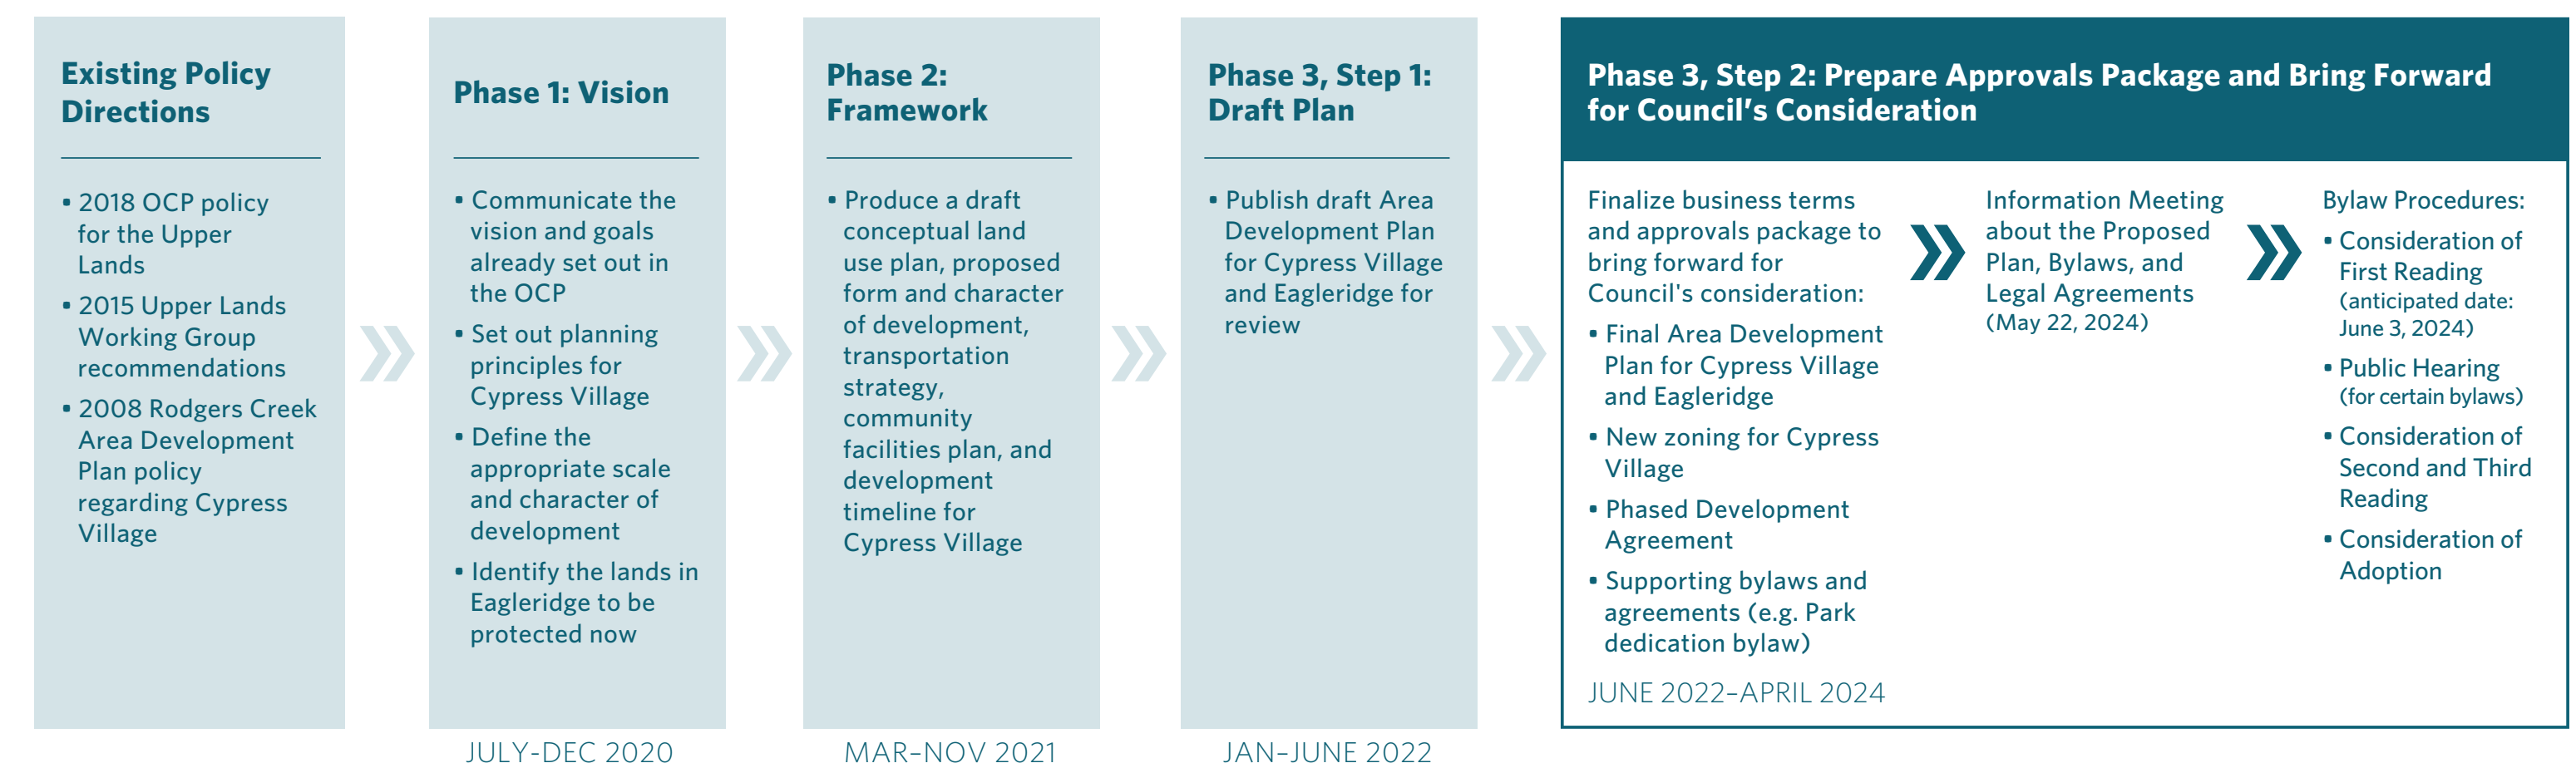 Existing Policy
Directions
▪ 2018 OCP policy
for the Upper
Lands
▪ 2015 Upper Lands
Working Group
recommendations
▪ 2008 Rodgers Creek
Area Development
Plan policy
regarding Cypress
Village
Phase 1: Vision
▪ Communicate the
vision and goals
already set out in
the OCP
▪ Set out planning
principles for
Cypress Village
▪ Define the
appropriate scale
and character of
development
▪ Identify the lands in
Eagleridge to be
protected now
JULY-DEC 2020
Phase 2:
Framework
▪ Produce a draft
conceptual land
use plan, proposed
form and character
of development,
transportation
strategy,
community
facilities plan, and
development
timeline for
Cypress Village
MAR–NOV 2021
Phase 3, Step 1:
Draft Plan
▪ Publish draft Area
Development Plan
for Cypress Village
and Eagleridge for
review
JAN–JUNE 2022
Phase 3, Step 2: Prepare Approvals Package and Bring Forward
for Council’s Consideration
Finalize business terms
and approvals package to
bring forward for
Council's consideration:
▪ Final Area Development
Plan for Cypress Village
and Eagleridge
▪ New zoning for Cypress
Village
▪ Phased Development
Agreement
▪ Supporting bylaws and
agreements (e.g. Park
dedication bylaw)
JUNE 2022–APRIL 2024
Information Meeting
about the Proposed
Plan, Bylaws, and
Legal Agreements
(May 22, 2024)
Bylaw Procedures:
▪ Consideration of
First Reading
(anticipated date:
June 3, 2024)
▪ Public Hearing
(for certain bylaws)
▪ Consideration of
Second and Third
Reading
▪ Consideration of
Adoption